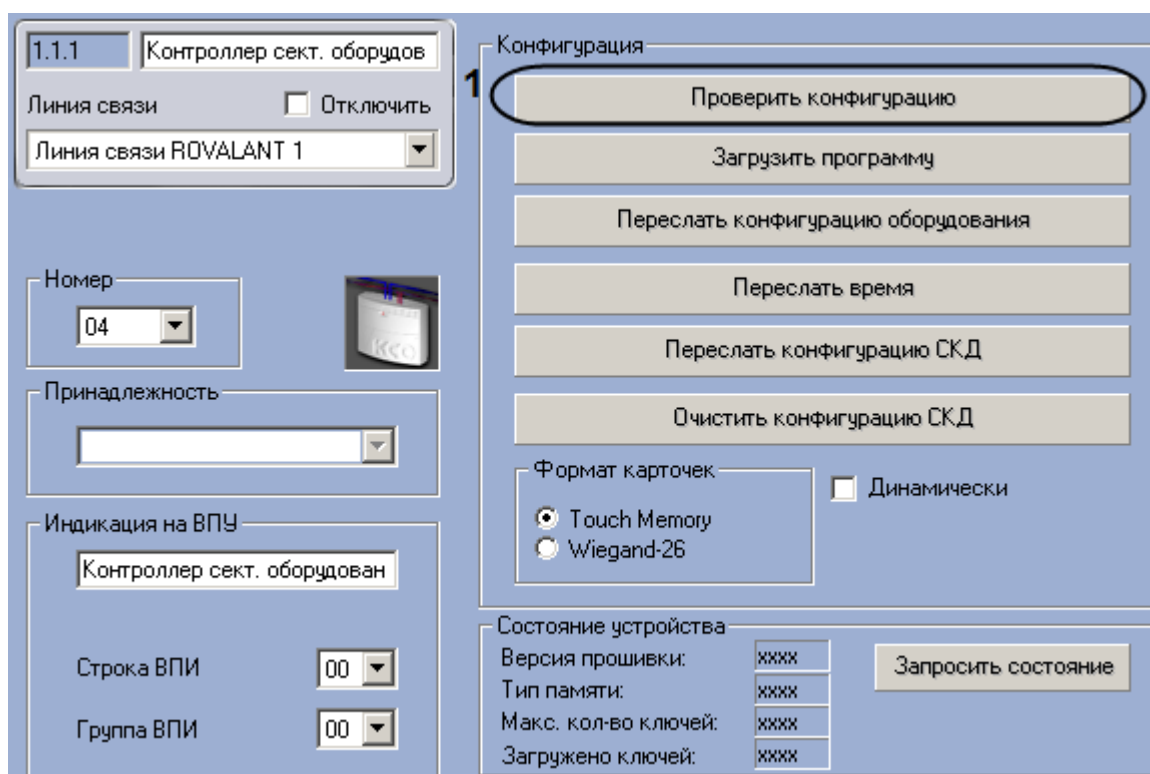 1.1.1
Контроллер сект. оборудов
Линия связи
Отключить
Линия связи ROVALANT 1
Номер
04
КСО
Принадлежность
Индикация на ВПУ
Контроллер сект. оборудован
Строка ВПИ
00
Группа ВПИ
00
Конфигурация
1
Проверить конфигурацию
Загрузить программу
Переслать конфигурацию оборудования
Переслать время
Переслать конфигурацию СКД
Очистить конфигурацию СКД
Формат карточек
Touch Memory
Wiegand-26
Динамически
Состояние устройства
Версия прошивки:
xxxx
Запросить состояние
Тип памяти:
xxxx
Макс. кол-во ключей:
xxxx
Загружено ключей:
xxxx